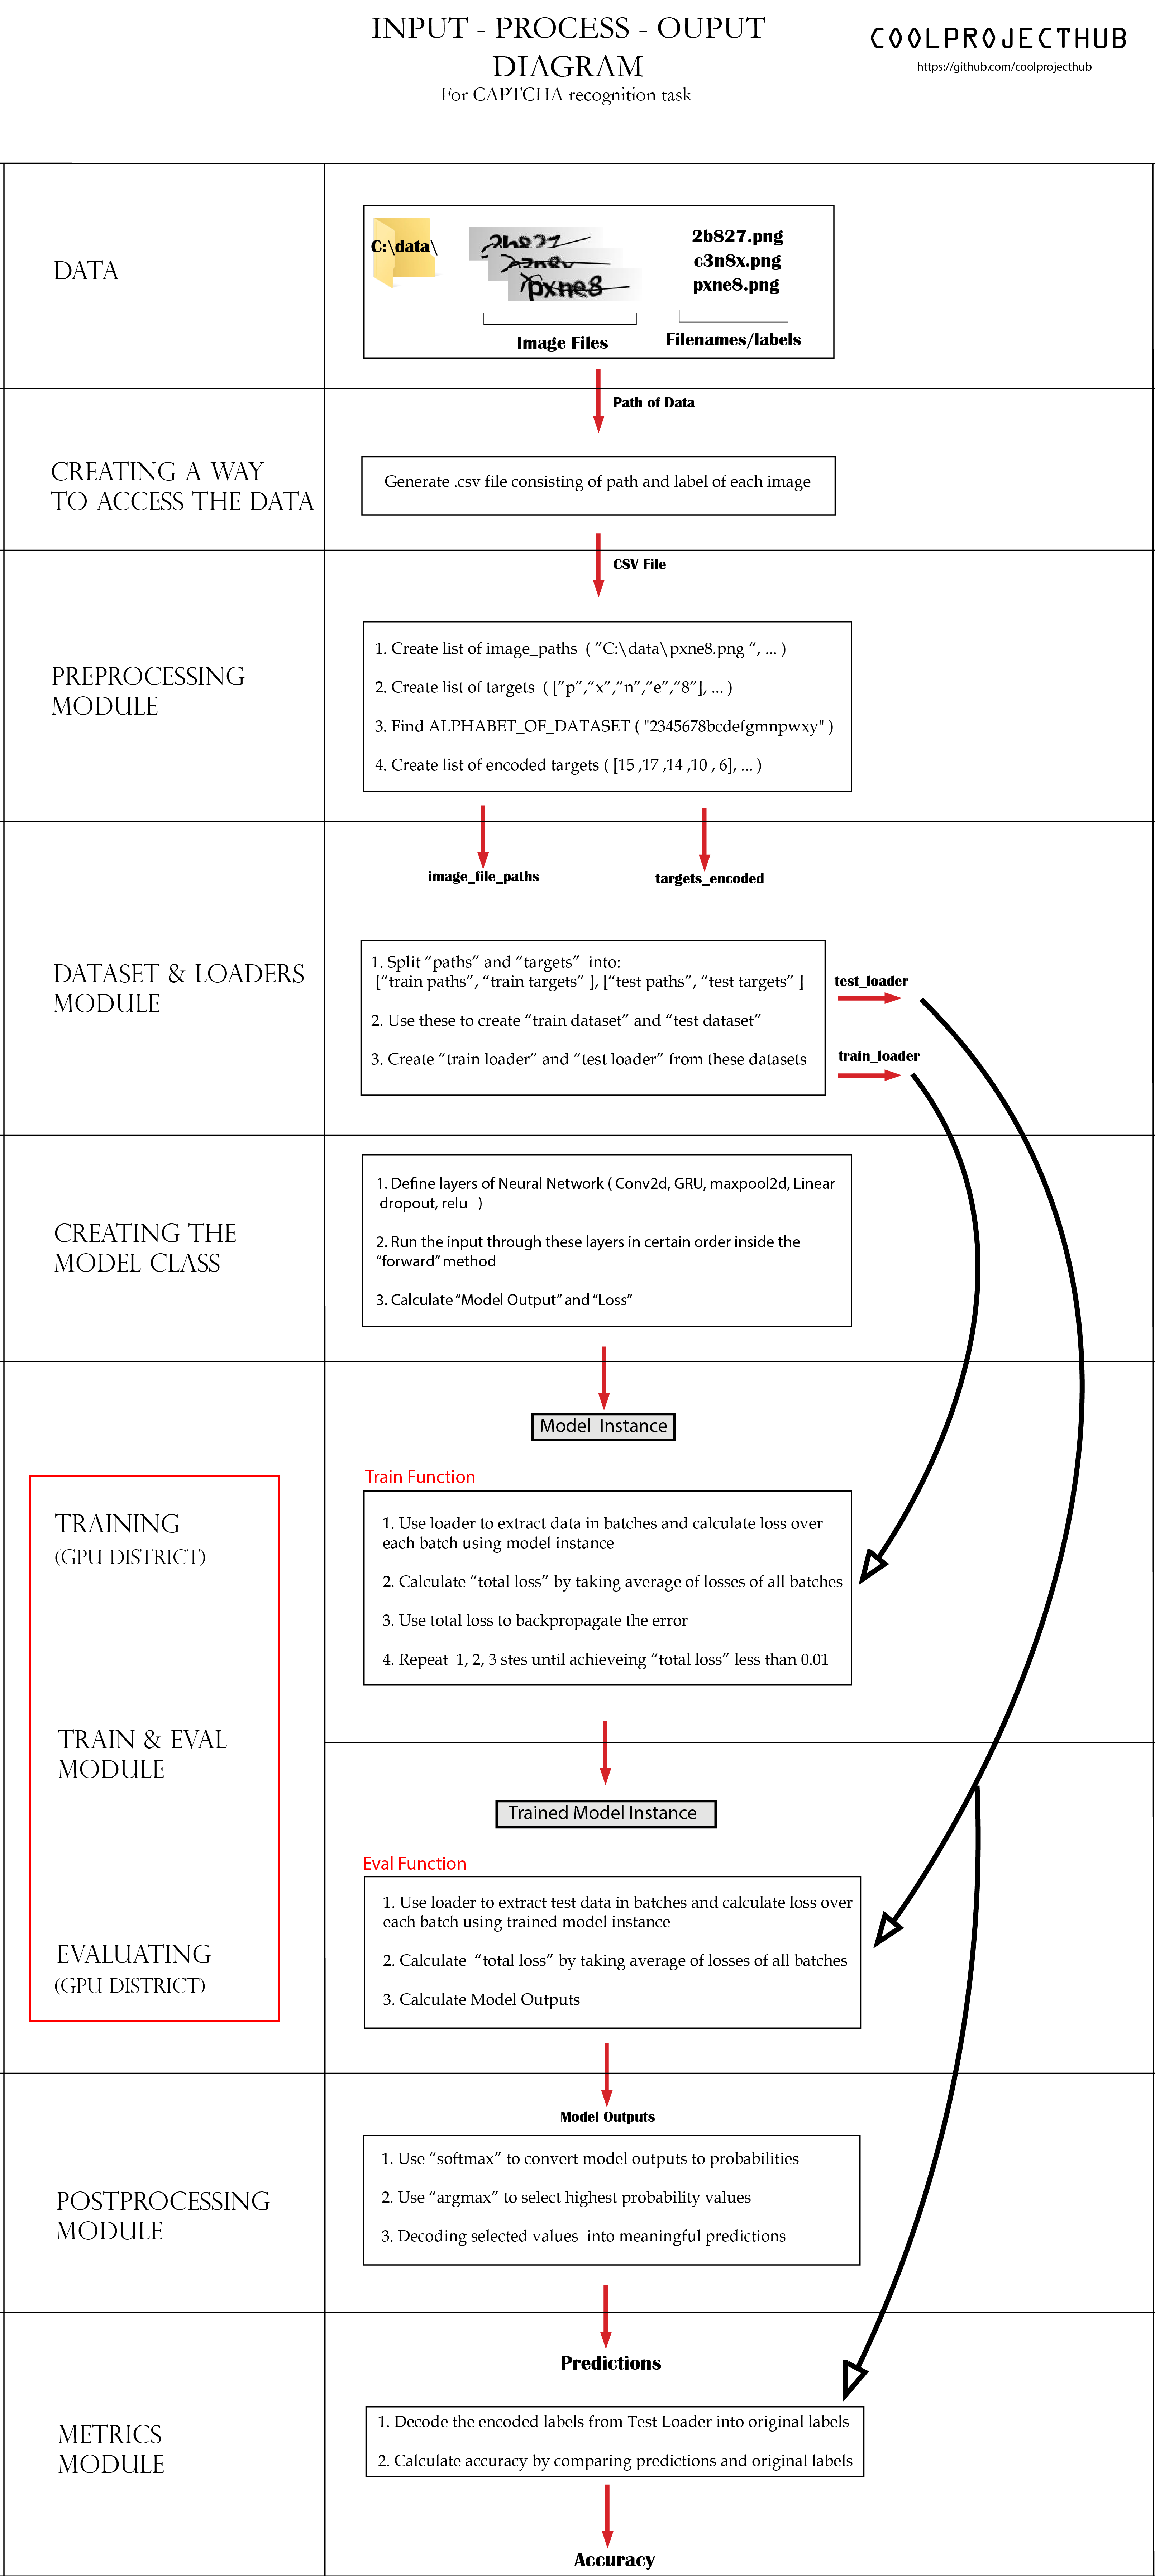 INPUT - PROCESS - OUPUT
DIAGRAM
For CAPTCHA recognition task
COOLPROJECTHUB
https://github.com/coolprojecthub
DATA
C:\data\
2b827
c3n8x
pxne8
Image Files
2b827.png
c3n8x.png
pxne8.png
Filenames/labels
Path of Data
CREATING A WAY
TO ACCESS THE DATA
Generate .csv file consisting of path and label of each image
CSV File
PREPROCESSING
MODULE
1. Create list of image_paths ( ”C:\data\pxne8.png “, ... )
2. Create list of targets ( [”p”,“x”,“n”,“e”,“8”], ... )
3. Find ALPHABET_OF_DATASET ( "2345678bcdefgmnpwxy" )
4. Create list of encoded targets ( [15 ,17 ,14 ,10 , 6], ... )
image_file_paths
targets_encoded
DATASET & LOADERS
MODULE
1. Split “paths” and “targets” into:
[“train paths”, “train targets” ], [“test paths”, “test targets” ]
2. Use these to create “train dataset” and “test dataset”
3. Create “train loader” and “test loader” from these datasets
test_loader
train_loader
CREATING THE
MODEL CLASS
1. Define layers of Neural Network ( Conv2d, GRU, maxpool2d, Linear
dropout, relu )
2. Run the input through these layers in certain order inside the
“forward” method
3. Calculate “Model Output” and “Loss”
Model Instance
TRAINING
(GPU DISTRICT)
Train Function
1. Use loader to extract data in batches and calculate loss over
each batch using model instance
2. Calculate “total loss” by taking average of losses of all batches
3. Use total loss to backpropagate the error
4. Repeat 1, 2, 3 stes until achieveing “total loss” less than 0.01
TRAIN & EVAL
MODULE
Trained Model Instance
Eval Function
1. Use loader to extract test data in batches and calculate loss over
each batch using trained model instance
2. Calculate “total loss” by taking average of losses of all batches
3. Calculate Model Outputs
EVALUATING
(GPU DISTRICT)
Model Outputs
POSTPROCESSING
MODULE
1. Use “softmax” to convert model outputs to probabilities
2. Use “argmax” to select highest probability values
3. Decoding selected values into meaningful predictions
Predictions
METRICS
MODULE
1. Decode the encoded labels from Test Loader into original labels
2. Calculate accuracy by comparing predictions and original labels
Accuracy